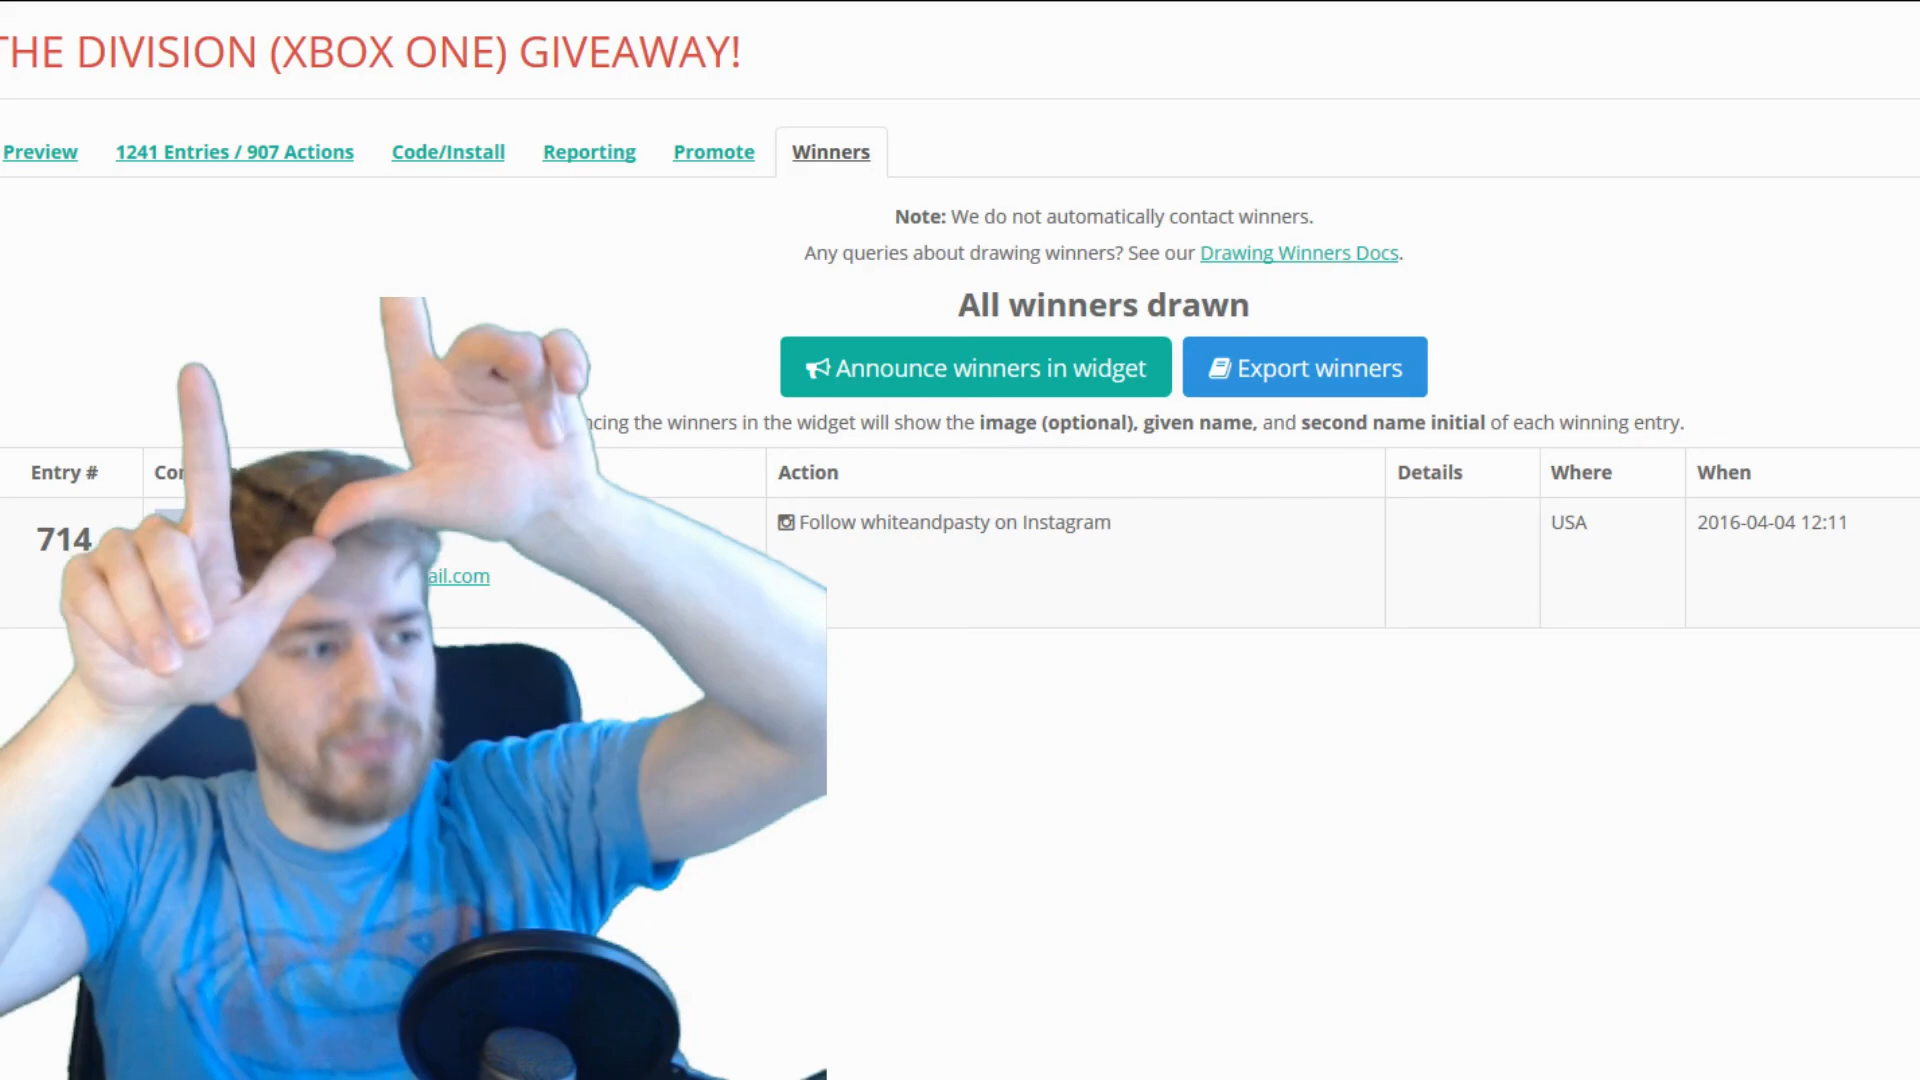 THE DIVISION (XBOX ONE) GIVEAWAY!
Preview 1241 Entries / 907 Actions Code/Install Reporting Promote Winners
Note: We do not automatically contact winners.
Any queries about drawing winners? See our Drawing Winners Docs.
All winners drawn
Announce winners in widget Export winners
ncing the winners in the widget will show the image (optional), given name, and second name initial of each winning entry.
Entry # Con Action Details Where When
714 Follow whiteandpasty on Instagram USA 2016-04-04 12:11
ail.com